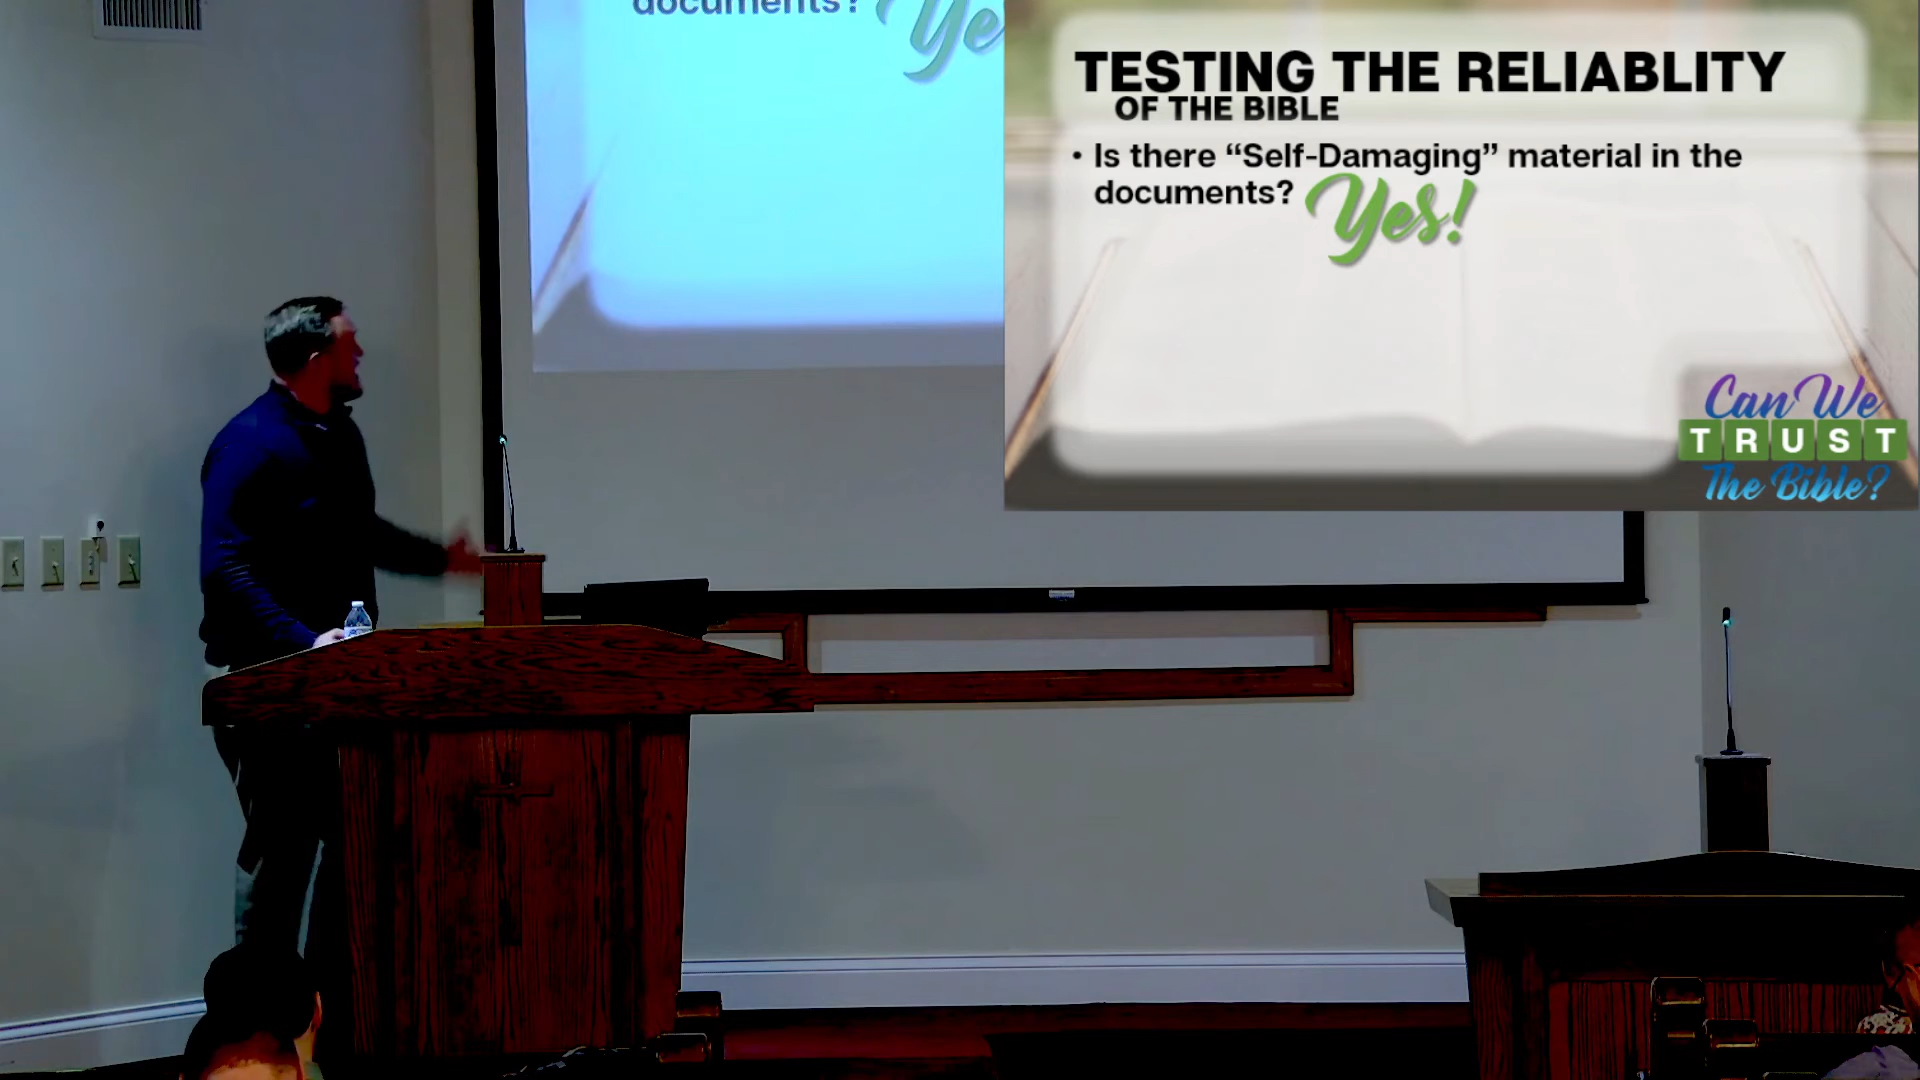 documents? Ye
TESTING THE RELIABLITY
OF THE BIBLE
• Is there “Self-Damaging” material in the
documents? Yes!
Can We
TRUST
The Bible?